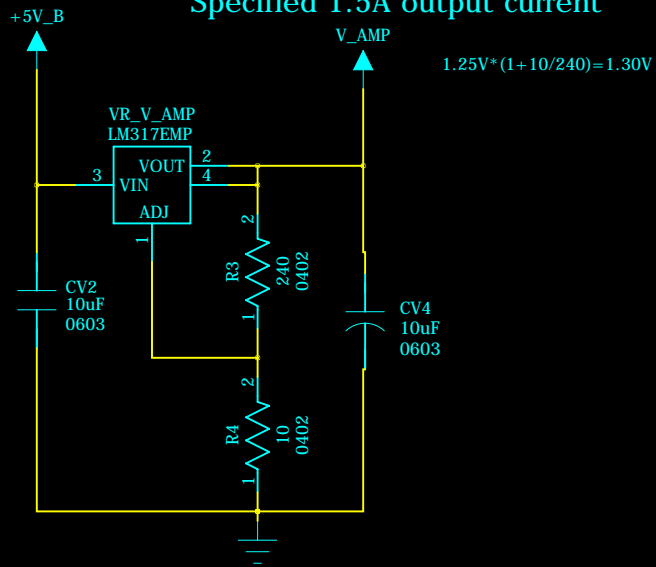 Specified 1.5A output current
+5V_B
V_AMP
1.25V*(1+10/240)=1.30V
VR_V_AMP
LM317EMP
VOUT
2
3
VIN
4
ADJ
1
2
R3
240
0402
1
CV2
10uF
0603
CV4
10uF
0603
2
R4
10
0402
1